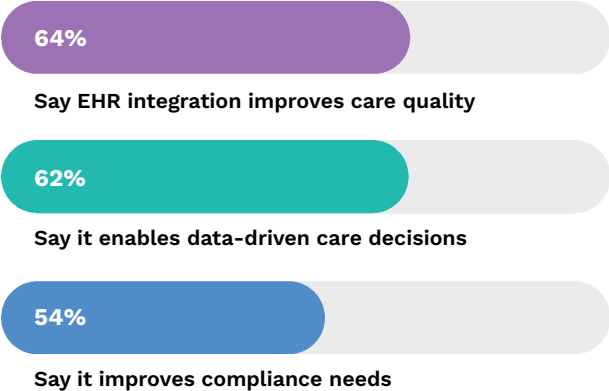 64%
Say EHR integration improves care quality
62%
Say it enables data-driven care decisions
54%
Say it improves compliance needs